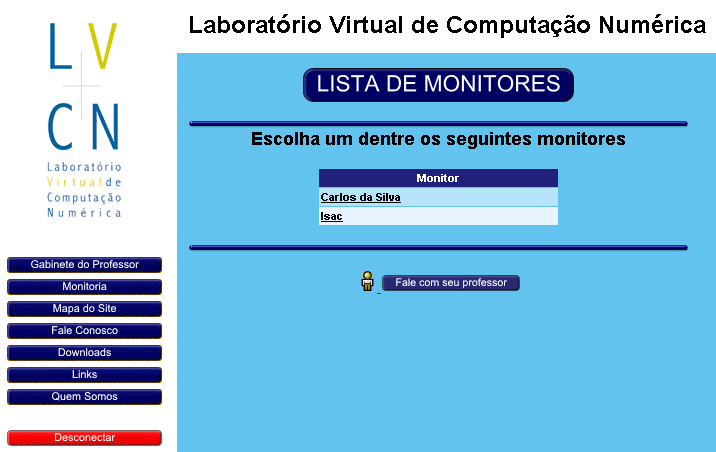 Laboratório Virtual de Computação Numérica
LV
CN
Laboratório
Virtual de
Computação
Numérica
LISTA DE MONITORES
Escolha um dentre os seguintes monitores
Monitor
Carlos da Silva
Isac
Fale com seu professor
Gabinete do Professor
Monitoria
Mapa do Site
Fale Conosco
Downloads
Links
Quem Somos
Desconectar